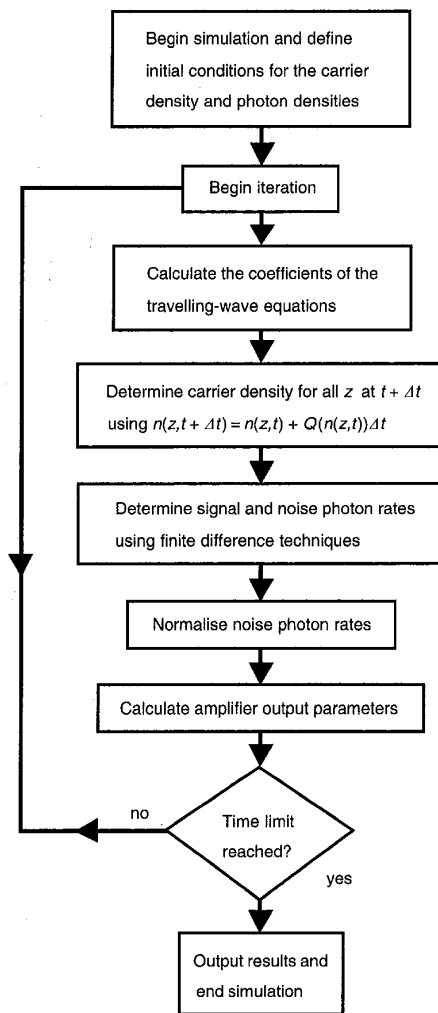 Begin simulation and define
initial conditions for the carrier
density and photon densities
Begin iteration
Calculate the coefficients of the
travelling-wave equations
Determine carrier density for all z at t + Δt
using n(z,t + Δt) = n(z,t) + Q(n(z,t))Δt
Determine signal and noise photon rates
using finite difference techniques
Normalise noise photon rates
Calculate amplifier output parameters
no
Time limit
reached?
yes
Output results and
end simulation